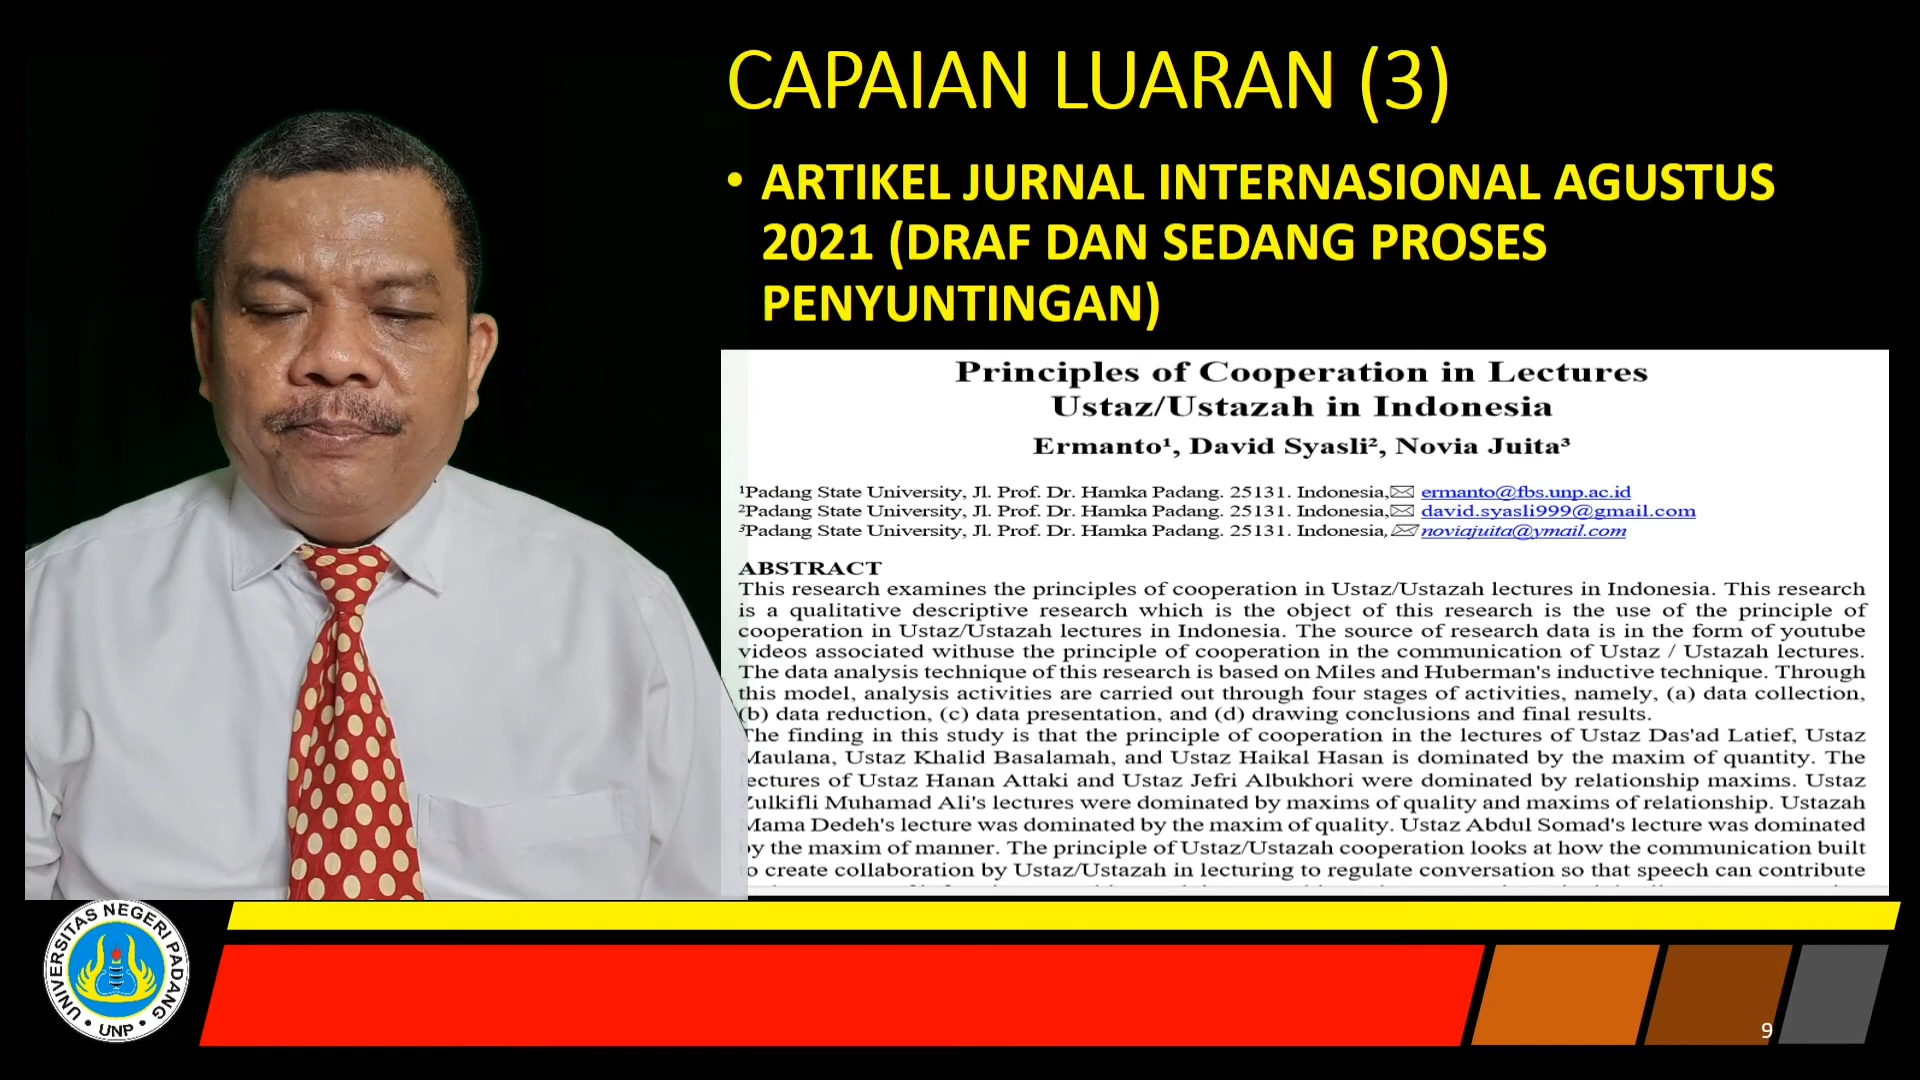 CAPAIAN LUARAN (3)
• ARTIKEL JURNAL INTERNASIONAL AGUSTUS
2021 (DRAF DAN SEDANG PROSES
PENYUNTINGAN)
Principles of Cooperation in Lectures
Ustaz/Ustazah in Indonesia
Ermanto¹, David Syasli², Novia Juita³
¹Padang State University, Jl. Prof. Dr. Hamka Padang. 25131. Indonesia,✉ ermanto@fbs.unp.ac.id
²Padang State University, Jl. Prof. Dr. Hamka Padang. 25131. Indonesia,✉ david.syasli999@gmail.com
³Padang State University, Jl. Prof. Dr. Hamka Padang. 25131. Indonesia,✉ noviajuita@ymail.com
ABSTRACT
This research examines the principles of cooperation in Ustaz/Ustazah lectures in Indonesia. This research
is a qualitative descriptive research which is the object of this research is the use of the principle of
cooperation in Ustaz/Ustazah lectures in Indonesia. The source of research data is in the form of youtube
videos associated withuse the principle of cooperation in the communication of Ustaz / Ustazah lectures.
The data analysis technique of this research is based on Miles and Huberman's inductive technique. Through
this model, analysis activities are carried out through four stages of activities, namely, (a) data collection,
(b) data reduction, (c) data presentation, and (d) drawing conclusions and final results.
The finding in this study is that the principle of cooperation in the lectures of Ustaz Das'ad Latief, Ustaz
Maulana, Ustaz Khalid Basalamah, and Ustaz Haikal Hasan is dominated by the maxim of quantity. The
lectures of Ustaz Hanan Attaki and Ustaz Jefri Albukhori were dominated by relationship maxims. Ustaz
Zulkifli Muhamad Ali's lectures were dominated by maxims of quality and maxims of relationship. Ustazah
Mama Dedeh's lecture was dominated by the maxim of quality. Ustaz Abdul Somad's lecture was dominated
by the maxim of manner. The principle of Ustaz/Ustazah cooperation looks at how the communication built
to create collaboration by Ustaz/Ustazah in lecturing to regulate conversation so that speech can contribute
UNIVERSITAS NEGERI PADANG
• UNP •
9